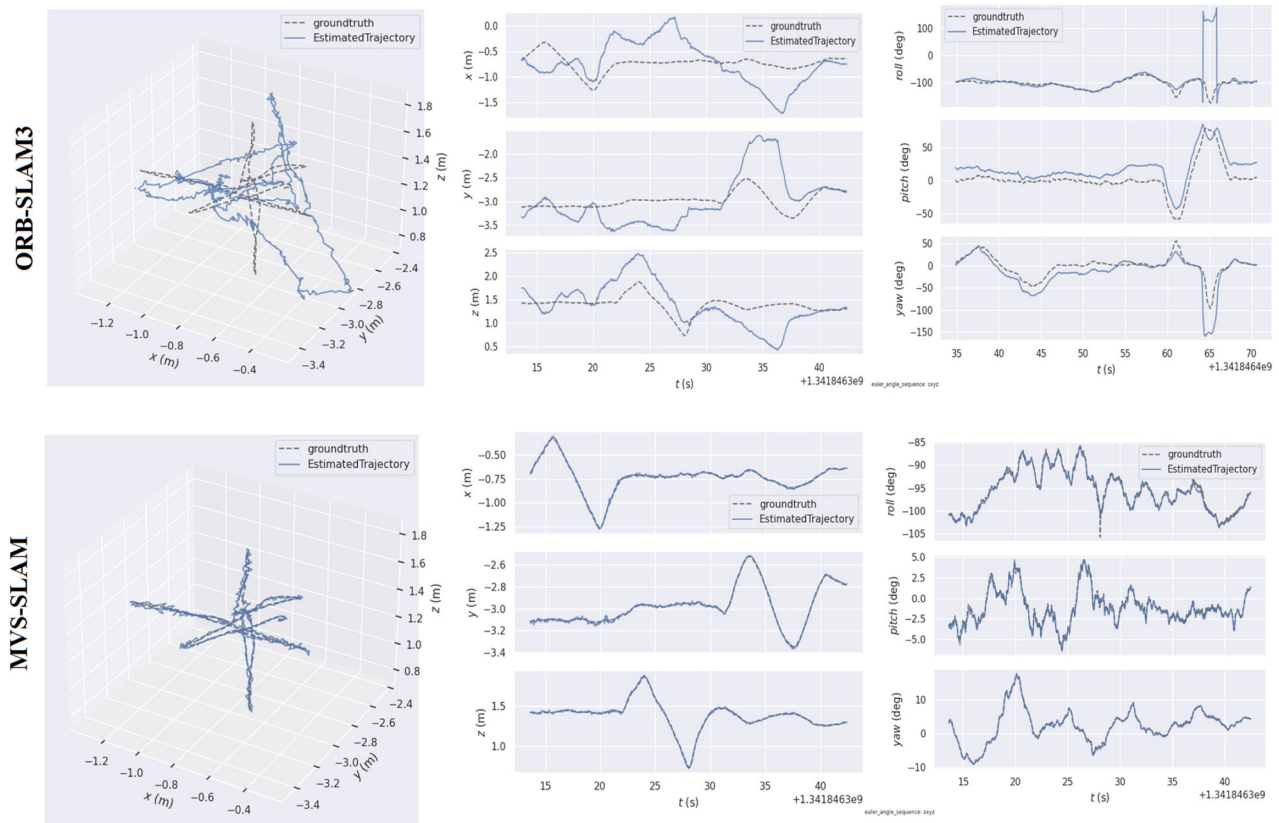 ORB-SLAM3
groundtruth
EstimatedTrajectory
1.8
1.6
1.4
1.2
1.0
0.8
z (m)
−2.4
−2.6
−2.8
−3.0
−3.2
−3.4
y (m)
−1.2
−1.0
−0.8
−0.6
−0.4
x (m)
groundtruth
EstimatedTrajectory
0.0
−0.5
−1.0
−1.5
x (m)
−2.0
−2.5
−3.0
−3.5
y (m)
2.5
2.0
1.5
1.0
0.5
z (m)
15 20 25 30 35 40
t (s)
+1.3418463e9
groundtruth
EstimatedTrajectory
100
0
−100
roll (deg)
50
0
−50
pitch (deg)
50
0
−50
−100
−150
yaw (deg)
35 40 45 50 55 60 65 70
t (s)
+1.3418464e9
euler_angle_sequence: sxyz
MVS-SLAM
groundtruth
EstimatedTrajectory
1.8
1.6
1.4
1.2
1.0
0.8
z (m)
−2.4
−2.6
−2.8
−3.0
−3.2
−3.4
y (m)
−1.2
−1.0
−0.8
−0.6
−0.4
x (m)
−0.50
−0.75
−1.00
−1.25
x (m)
groundtruth
EstimatedTrajectory
−2.6
−2.8
−3.0
−3.2
−3.4
y (m)
1.5
1.0
z (m)
15 20 25 30 35 40
t (s)
+1.3418463e9
−85
−90
−95
−100
−105
roll (deg)
groundtruth
EstimatedTrajectory
5.0
2.5
0.0
−2.5
−5.0
pitch (deg)
10
0
−10
yaw (deg)
15 20 25 30 35 40
t (s)
+1.3418463e9
euler_angle_sequence: sxyz